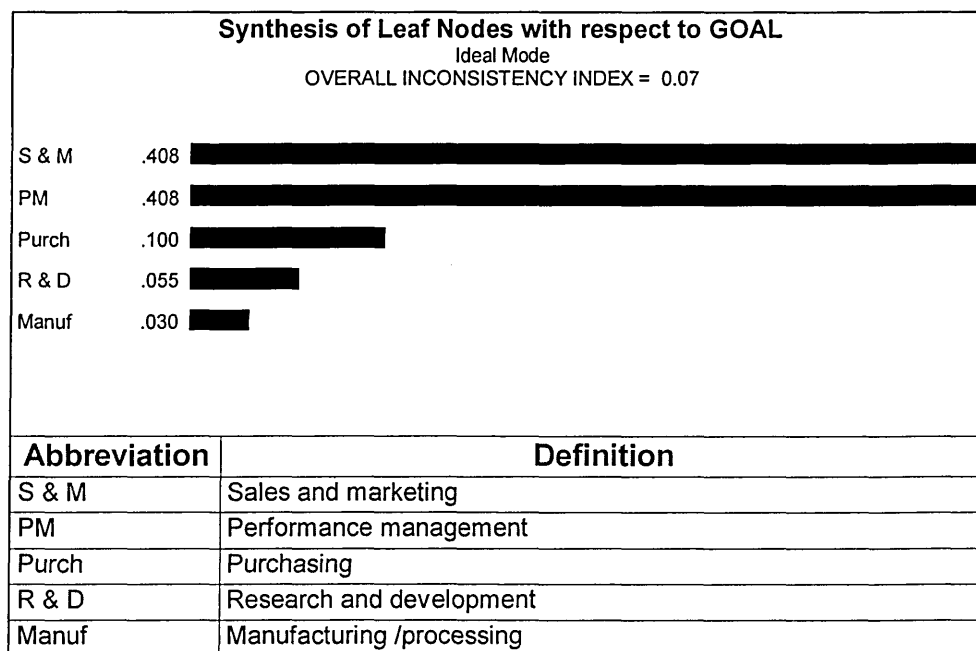 Synthesis of Leaf Nodes with respect to GOAL
Ideal Mode
OVERALL INCONSISTENCY INDEX = 0.07
S & M .408
PM .408
Purch .100
R & D .055
Manuf .030
Abbreviation Definition
S & M Sales and marketing
PM Performance management
Purch Purchasing
R & D Research and development
Manuf Manufacturing /processing